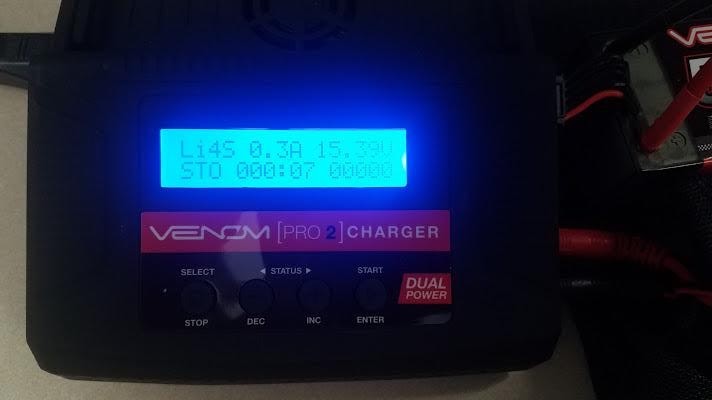 Li4S 0.3A 15.39V
STO 000:07 00000
VENOM [PRO 2] CHARGER
SELECT
◄ STATUS ►
START
DUAL
POWER
STOP
DEC
INC
ENTER